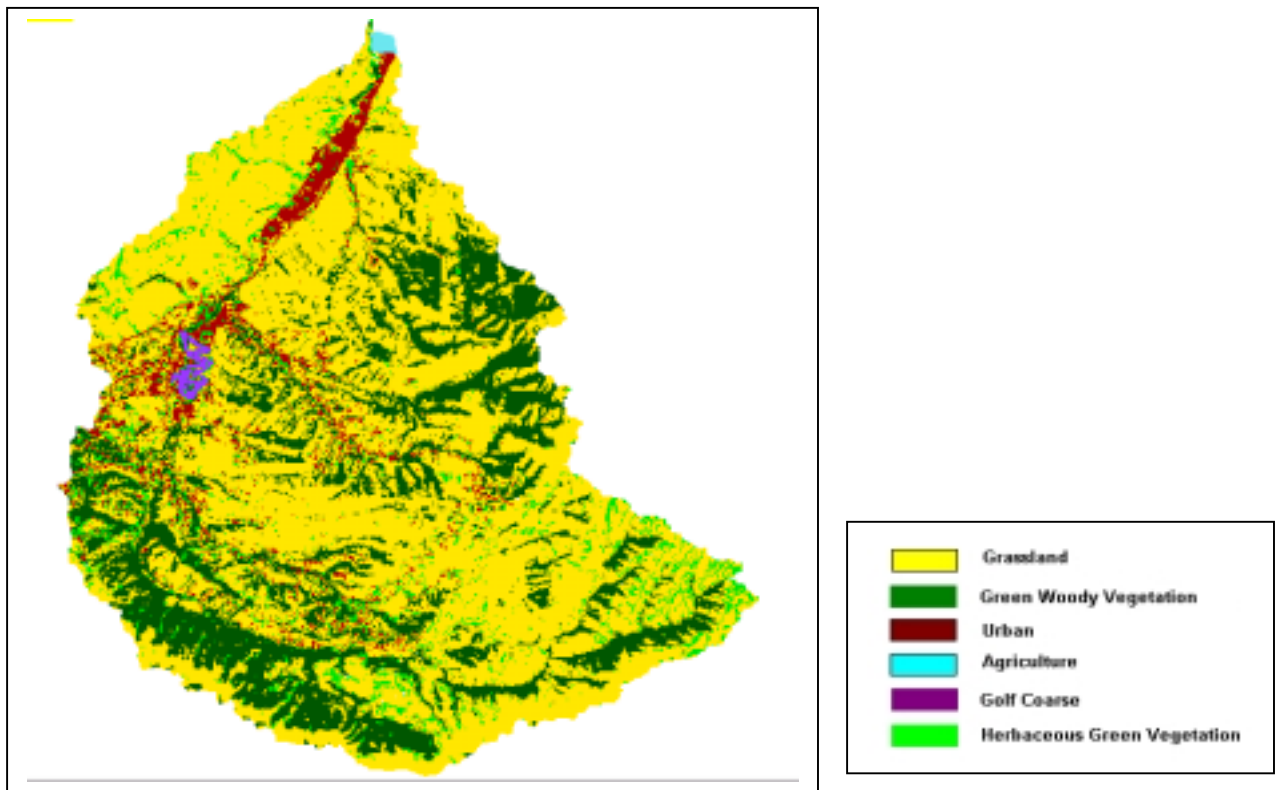 Grassland
Green Woody Vegetation
Urban
Agriculture
Golf Coarse
Herbaceous Green Vegetation